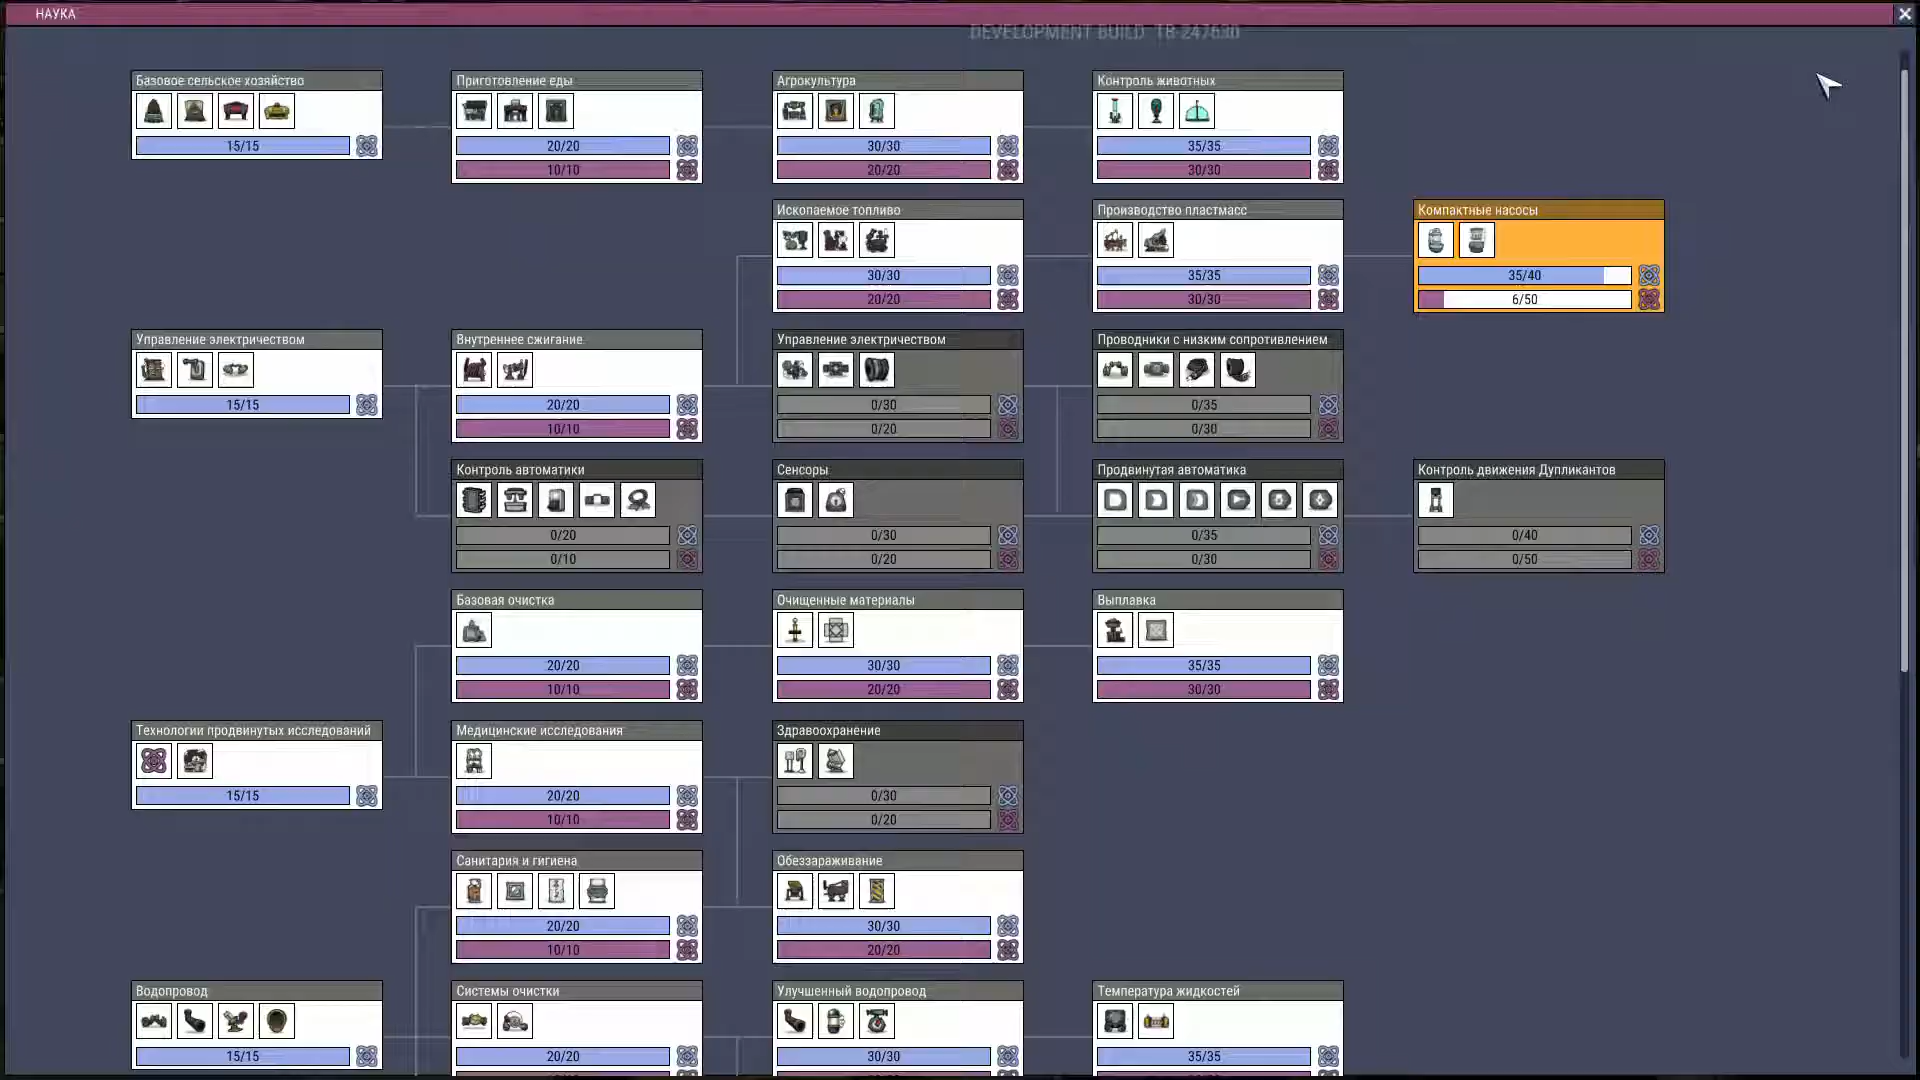 НАУКА
DEVELOPMENT BUILD TB-247630
Базовое сельское хозяйство
15/15
Приготовление еды
20/20
10/10
Агрокультура
30/30
20/20
Контроль животных
35/35
30/30
Ископаемое топливо
30/30
20/20
Производство пластмасс
35/35
30/30
Компактные насосы
35/40
6/50
Управление электричеством
15/15
Внутреннее сжигание
20/20
10/10
Управление электричеством
0/30
0/20
Проводники с низким сопротивлением
0/35
0/30
Контроль автоматики
0/20
0/10
Сенсоры
0/30
0/20
Продвинутая автоматика
0/35
0/30
Контроль движения Дупликантов
0/40
0/50
Базовая очистка
20/20
10/10
Очищенные материалы
30/30
20/20
Выплавка
35/35
30/30
Технологии продвинутых исследований
15/15
Медицинские исследования
20/20
10/10
Здравоохранение
0/30
0/20
Санитария и гигиена
20/20
10/10
Обеззараживание
30/30
20/20
Водопровод
15/15
Системы очистки
20/20
Улучшенный водопровод
30/30
Температура жидкостей
35/35